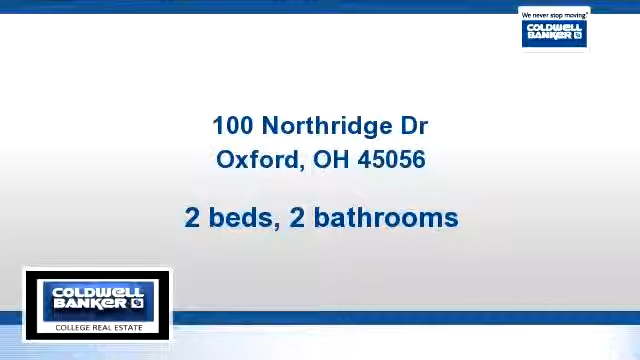 We never stop moving.
COLDWELL
BANKER
100 Northridge Dr
Oxford, OH 45056
2 beds, 2 bathrooms
COLDWELL
BANKER
COLLEGE REAL ESTATE